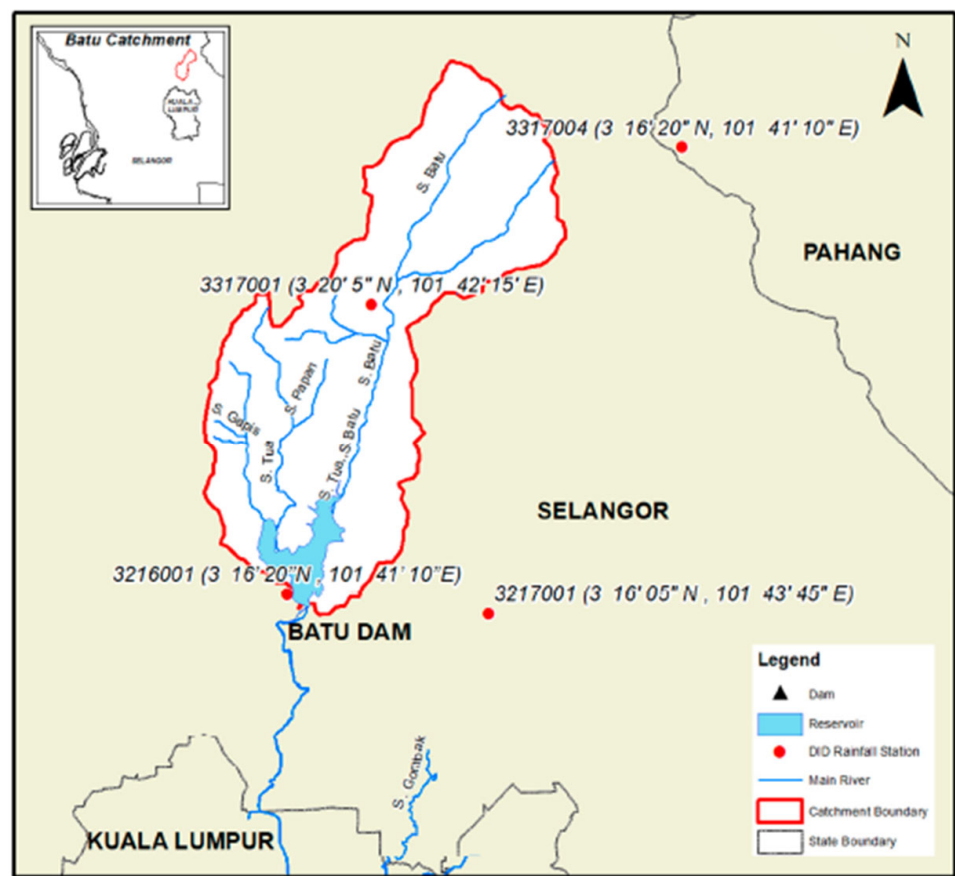 Batu Catchment
KUALA
LUMPUR
SELANGOR
N
3317004 (3 16' 20" N, 101 41' 10" E)
S. Batu
PAHANG
3317001 (3 20' 5" N , 101 42' 15' E)
S. Batu
S. Papan
S. Gapis
S. Tua
S. Tua, S Batu
SELANGOR
3216001 (3 16' 20"N , 101 41' 10"E)
3217001 (3 16' 05" N , 101 43' 45" E)
BATU DAM
Legend
Dam
Reservoir
DID Rainfall Station
Main River
Catchment Boundary
State Boundary
S. Gombak
KUALA LUMPUR